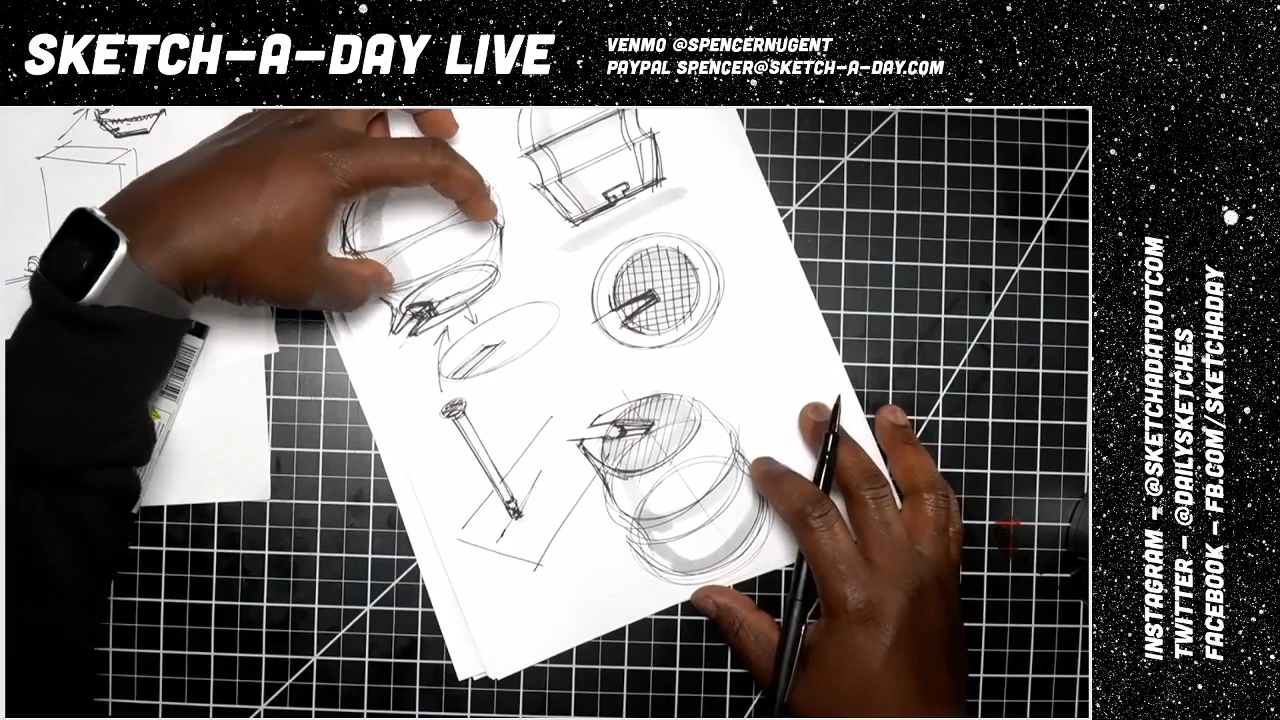 SKETCH-A-DAY LIVE
VENMO @SPENCERNUGENT
PAYPAL SPENCER@SKETCH-A-DAY.COM
INSTAGRAM - @SKETCHADAYDOTCOM
TWITTER - @DAILYSKETCHES
FACEBOOK - FB.COM/SKETCHADAY